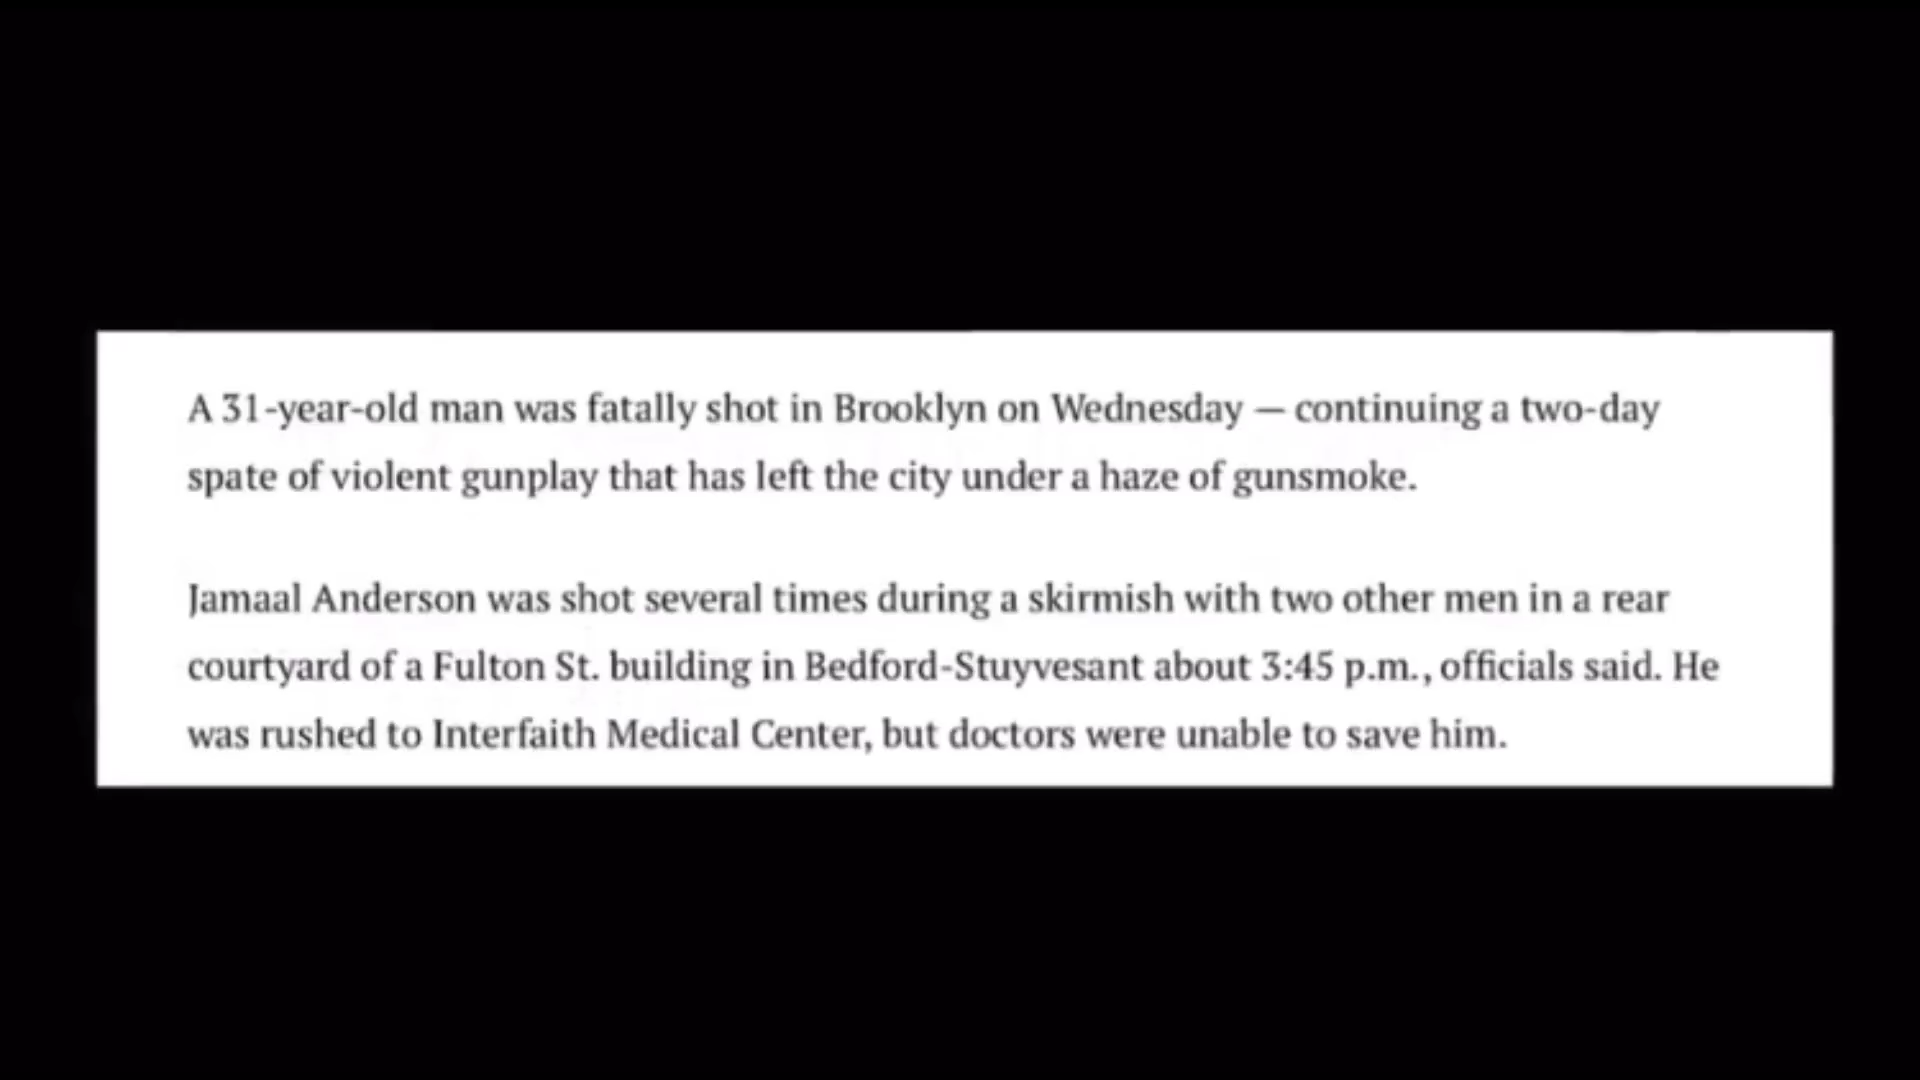 A 31-year-old man was fatally shot in Brooklyn on Wednesday — continuing a two-day
spate of violent gunplay that has left the city under a haze of gunsmoke.
Jamaal Anderson was shot several times during a skirmish with two other men in a rear
courtyard of a Fulton St. building in Bedford-Stuyvesant about 3:45 p.m., officials said. He
was rushed to Interfaith Medical Center, but doctors were unable to save him.